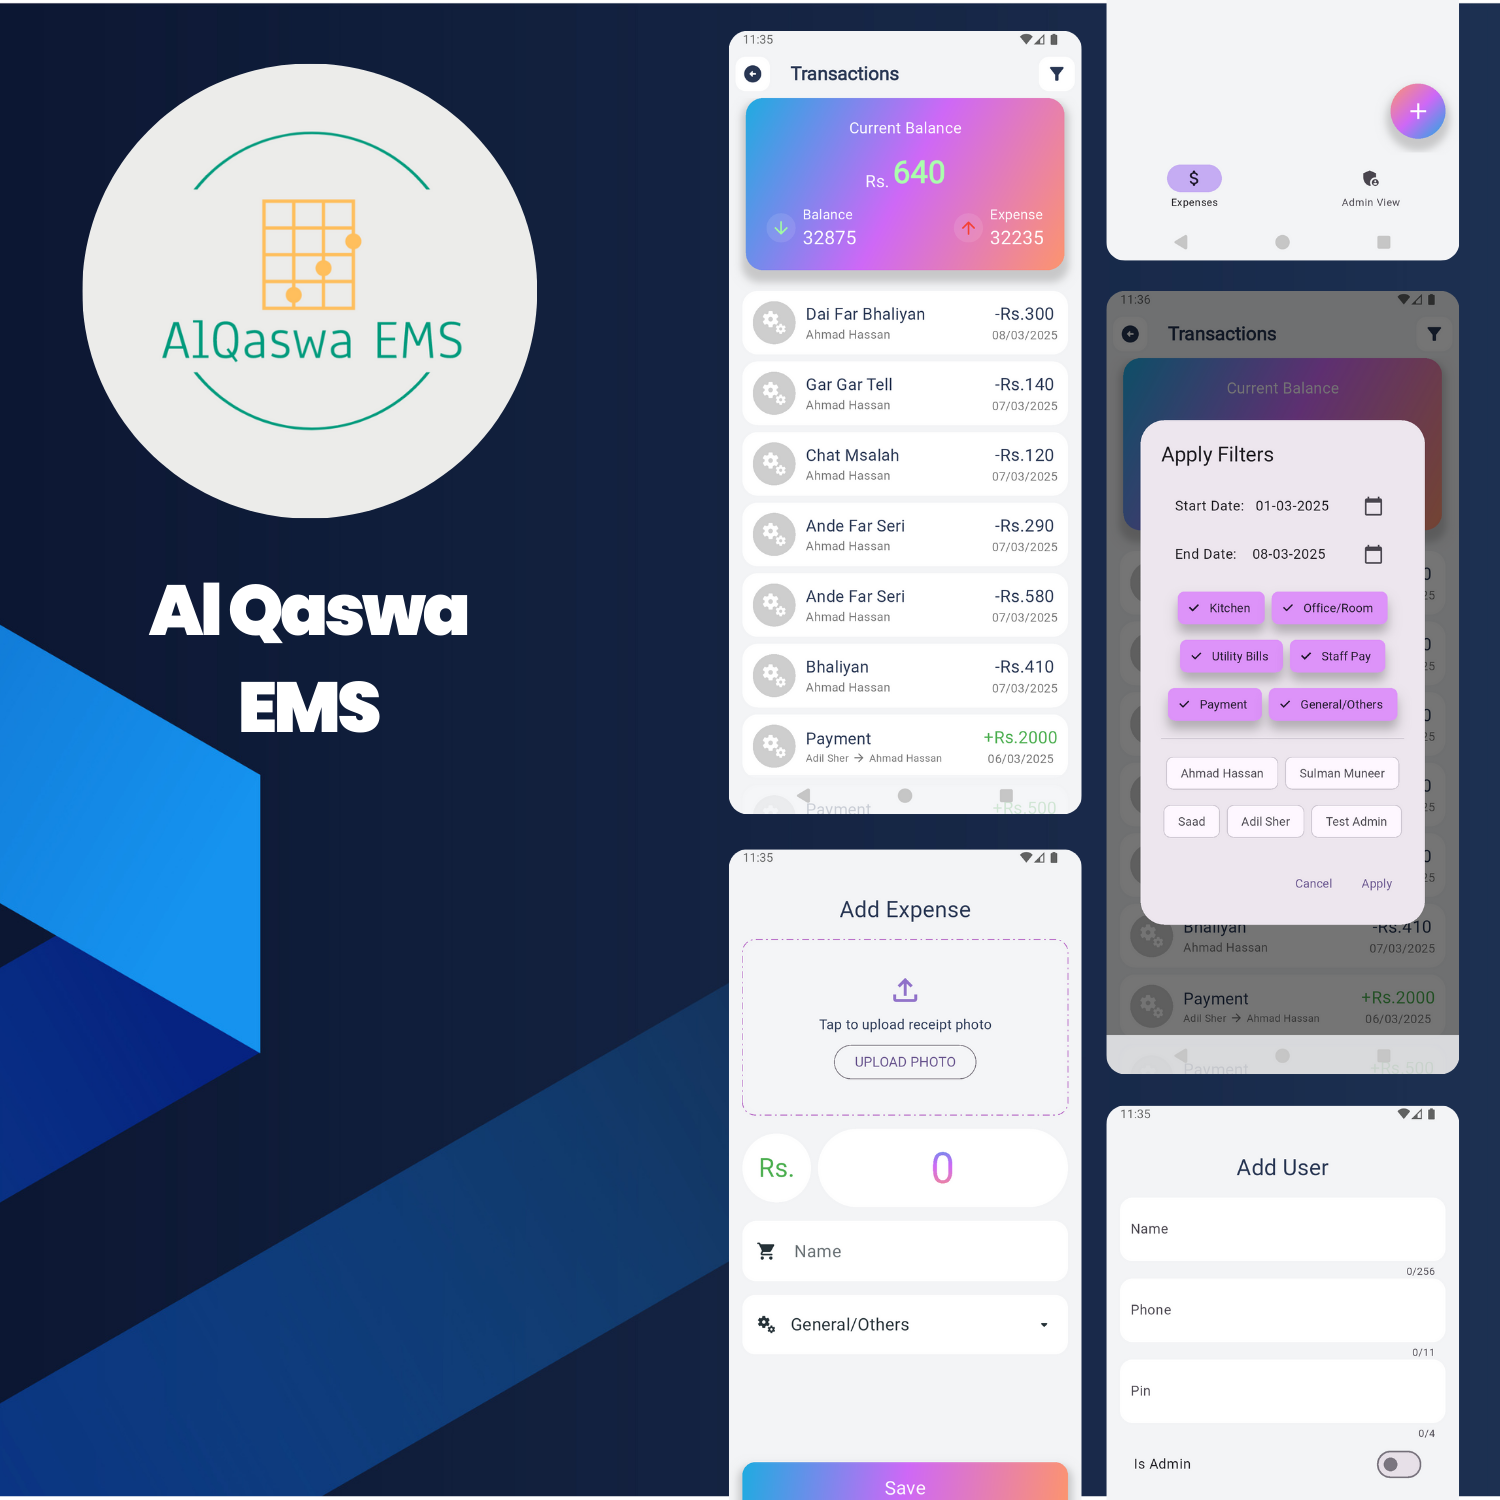 AlQaswa EMS
Al Qaswa
EMS
11:35
Transactions
Current Balance
Rs. 640
Balance
32875
Expense
32235
Dai Far Bhaliyan
-Rs.300
Ahmad Hassan
08/03/2025
Gar Gar Tell
-Rs.140
Ahmad Hassan
07/03/2025
Chat Msalah
-Rs.120
Ahmad Hassan
07/03/2025
Ande Far Seri
-Rs.290
Ahmad Hassan
07/03/2025
Ande Far Seri
-Rs.580
Ahmad Hassan
07/03/2025
Bhaliyan
-Rs.410
Ahmad Hassan
07/03/2025
Payment
+Rs.2000
Adil Sher → Ahmad Hassan
06/03/2025
Payment
+Rs.500
11:35
Add Expense
Tap to upload receipt photo
UPLOAD PHOTO
Rs.
0
Name
General/Others
Save
$
Expenses
Admin View
11:36
Transactions
Current Balance
Apply Filters
Start Date: 01-03-2025
End Date: 08-03-2025
Kitchen
Office/Room
Utility Bills
Staff Pay
Payment
General/Others
Ahmad Hassan
Sulman Muneer
Saad
Adil Sher
Test Admin
Cancel
Apply
Bhaliyan
-Rs.410
Ahmad Hassan
07/03/2025
Payment
+Rs.2000
Adil Sher → Ahmad Hassan
06/03/2025
Payment
+Rs.500
11:35
Add User
Name
0/256
Phone
0/11
Pin
0/4
Is Admin